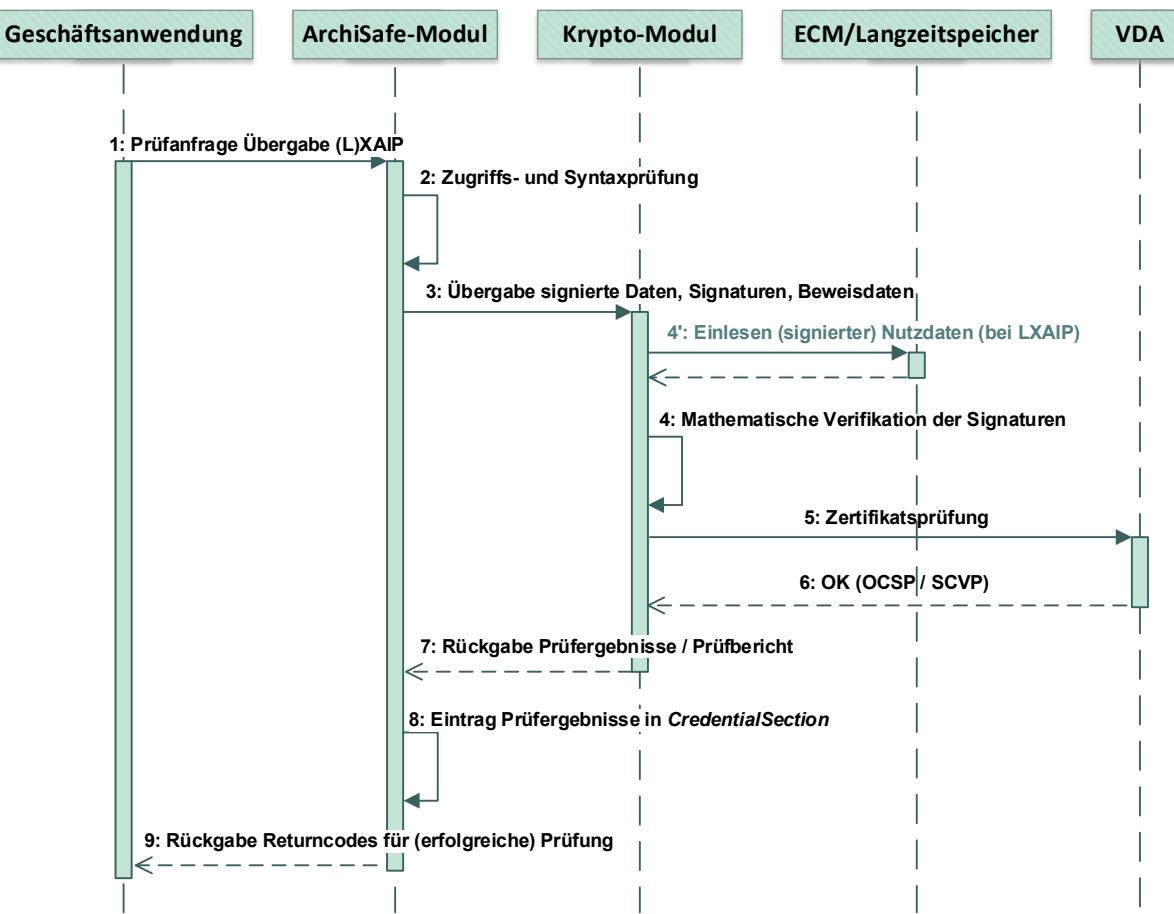 Geschäftsanwendung
ArchiSafe-Modul
Krypto-Modul
ECM/Langzeitspeicher
VDA
1: Prüfanfrage Übergabe (L)XAIP
2: Zugriffs- und Syntaxprüfung
3: Übergabe signierte Daten, Signaturen, Beweisdaten
4': Einlesen (signierter) Nutzdaten (bei LXAIP)
4: Mathematische Verifikation der Signaturen
5: Zertifikatsprüfung
6: OK (OCSP / SCVP)
7: Rückgabe Prüfergebnisse / Prüfbericht
8: Eintrag Prüfergebnisse in CredentialSection
9: Rückgabe Returncodes für (erfolgreiche) Prüfung